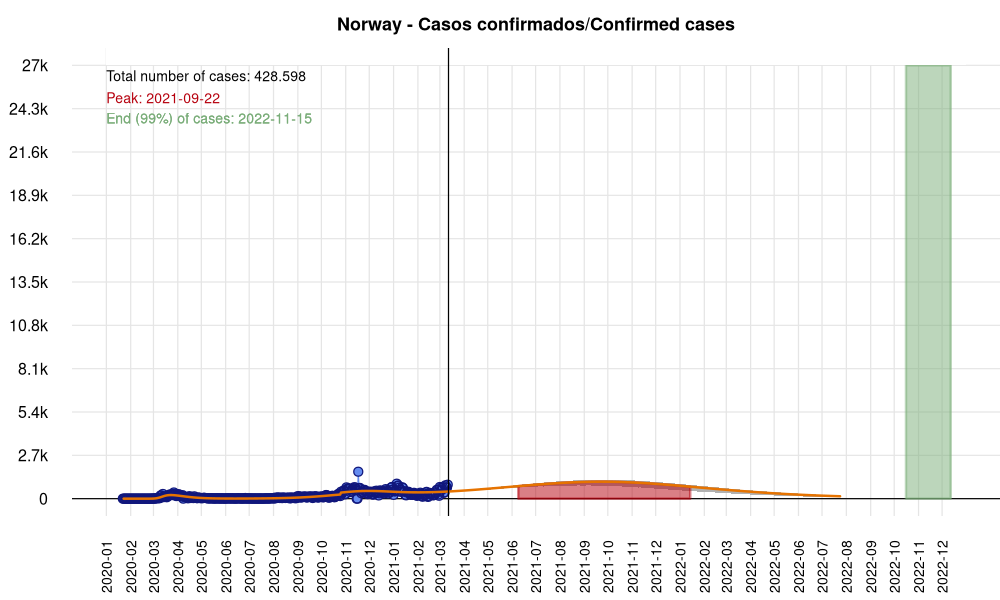 Norway - Casos confirmados/Confirmed cases
Total number of cases: 428.598
Peak: 2021-09-22
End (99%) of cases: 2022-11-15
27k
24.3k
21.6k
18.9k
16.2k
13.5k
10.8k
8.1k
5.4k
2.7k
0
2020-01
2020-02
2020-03
2020-04
2020-05
2020-06
2020-07
2020-08
2020-09
2020-10
2020-11
2020-12
2021-01
2021-02
2021-03
2021-04
2021-05
2021-06
2021-07
2021-08
2021-09
2021-10
2021-11
2021-12
2022-01
2022-02
2022-03
2022-04
2022-05
2022-06
2022-07
2022-08
2022-09
2022-10
2022-11
2022-12